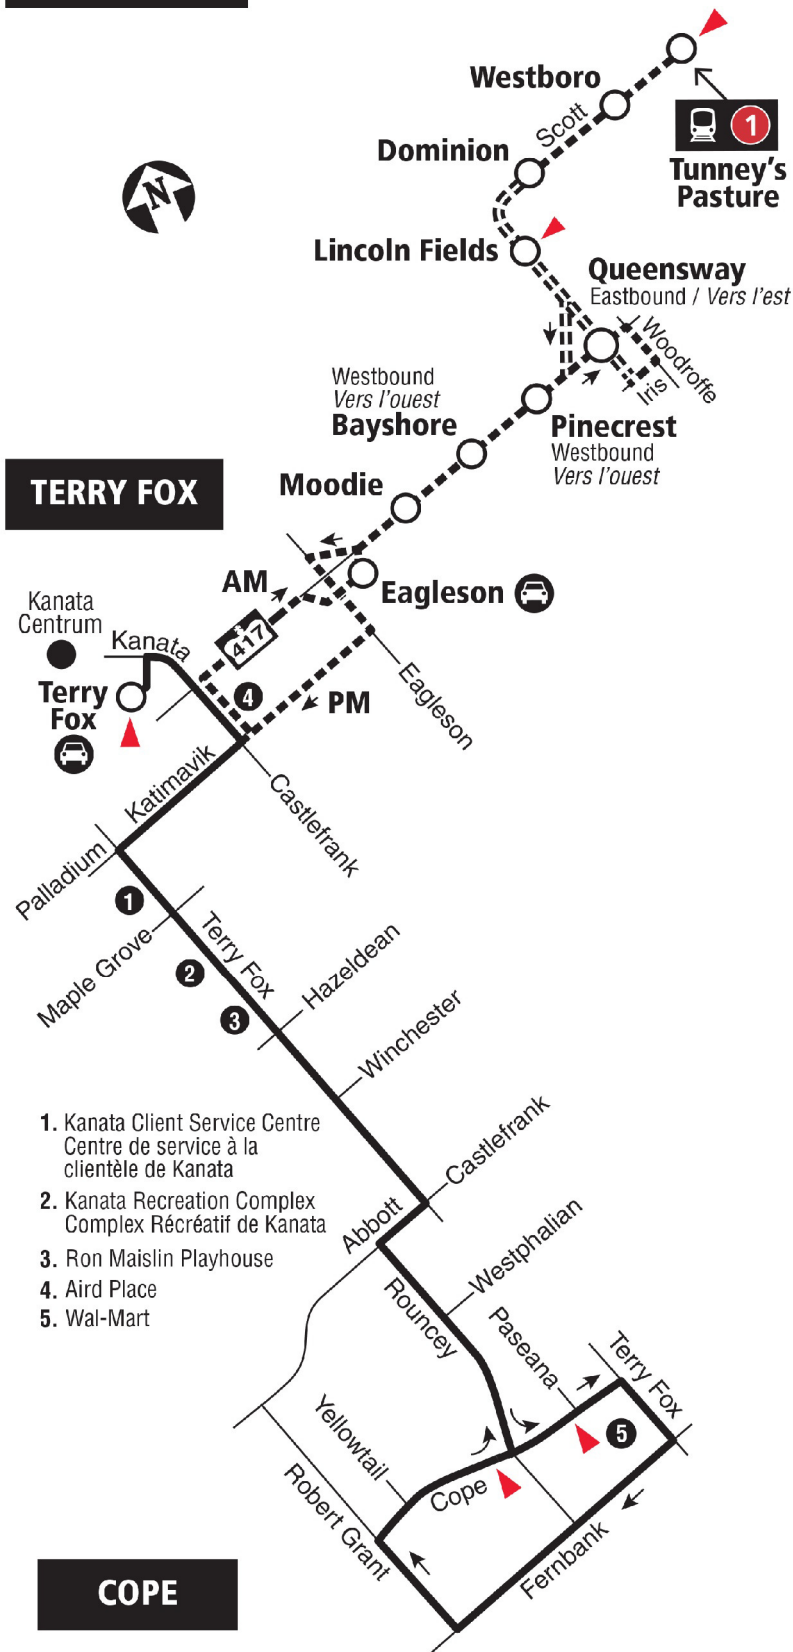 Westboro
Scott
1
Tunney's
Pasture
Dominion
N
Lincoln Fields
Queensway
Eastbound / Vers l'est
Woodroffe
Iris
Westbound
Vers l'ouest
Bayshore
Pinecrest
Westbound
Vers l'ouest
TERRY FOX
Moodie
AM
Eagleson
417
Kanata
Centrum
Kanata
Terry
Fox
4
PM
Eagleson
Katimavik
Castlefrank
Palladium
1
Maple Grove
Terry Fox
2
3
Hazeldean
Winchester
1. Kanata Client Service Centre
Centre de service à la
clientèle de Kanata
2. Kanata Recreation Complex
Complex Récréatif de Kanata
3. Ron Maislin Playhouse
4. Aird Place
5. Wal-Mart
Castlefrank
Abbott
Westphalian
Rouncey
Paseana
Terry Fox
5
Yellowtail
Cope
Robert Grant
Fernbank
COPE